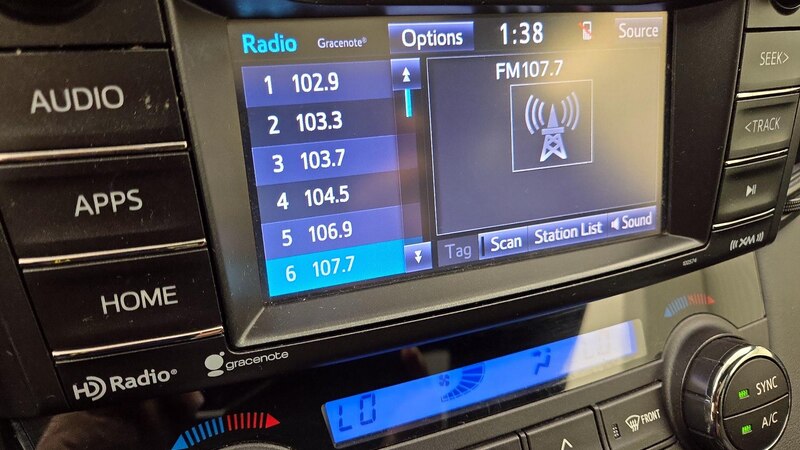 Radio Gracenote® Options 1:38 Source
1 102.9
2 103.3
3 103.7
4 104.5
5 106.9
6 107.7
FM107.7
Tag Scan Station List Sound
AUDIO
APPS
HOME
SEEK>
<TRACK
((XM))
100574
HD Radio®
gracenote
LO
FRONT
SYNC
A/C